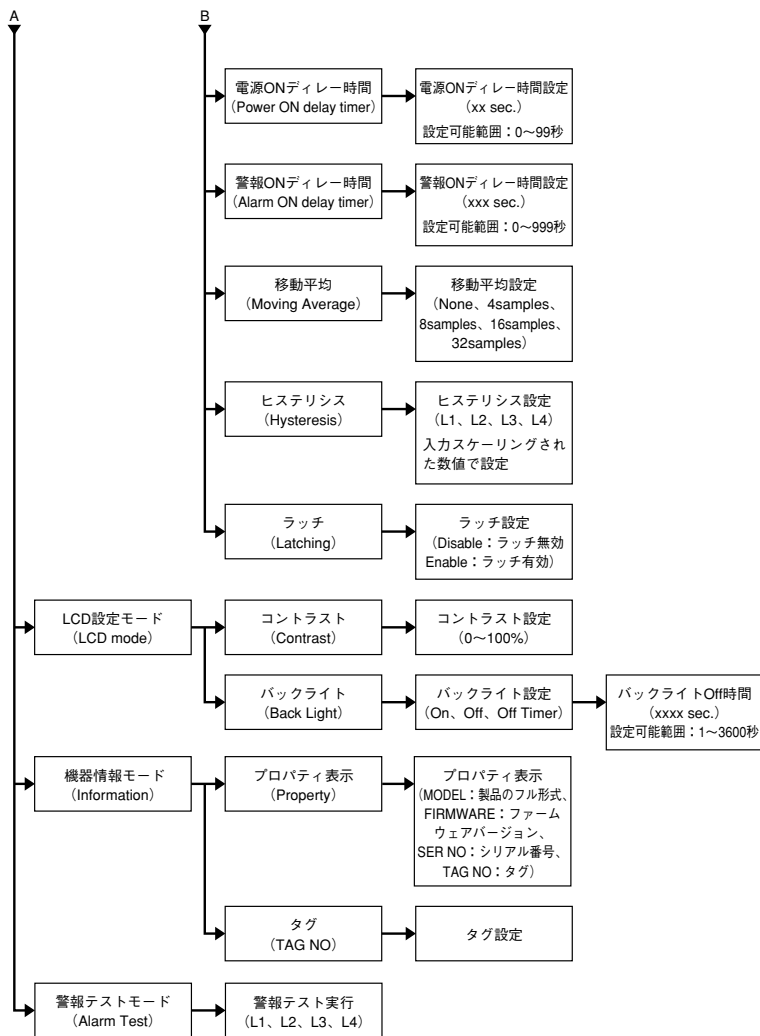 A
B
電源ONディレー時間
(Power ON delay timer)
電源ONディレー時間設定
(xx sec.)
設定可能範囲：0～99秒
警報ONディレー時間
(Alarm ON delay timer)
警報ONディレー時間設定
(xxx sec.)
設定可能範囲：0～999秒
移動平均
(Moving Average)
移動平均設定
(None、4samples、
8samples、16samples、
32samples)
ヒステリシス
(Hysteresis)
ヒステリシス設定
(L1、L2、L3、L4)
入力スケーリングされ
た数値で設定
ラッチ
(Latching)
ラッチ設定
(Disable：ラッチ無効
Enable：ラッチ有効)
LCD設定モード
(LCD mode)
コントラスト
(Contrast)
コントラスト設定
(0～100%)
バックライト
(Back Light)
バックライト設定
(On、Off、Off Timer)
バックライトOff時間
(xxxx sec.)
設定可能範囲：1～3600秒
機器情報モード
(Information)
プロパティ表示
(Property)
プロパティ表示
(MODEL：製品のフル形式、
FIRMWARE：ファーム
ウェアバージョン、
SER NO：シリアル番号、
TAG NO：タグ)
タグ
(TAG NO)
タグ設定
警報テストモード
(Alarm Test)
警報テスト実行
(L1、L2、L3、L4)